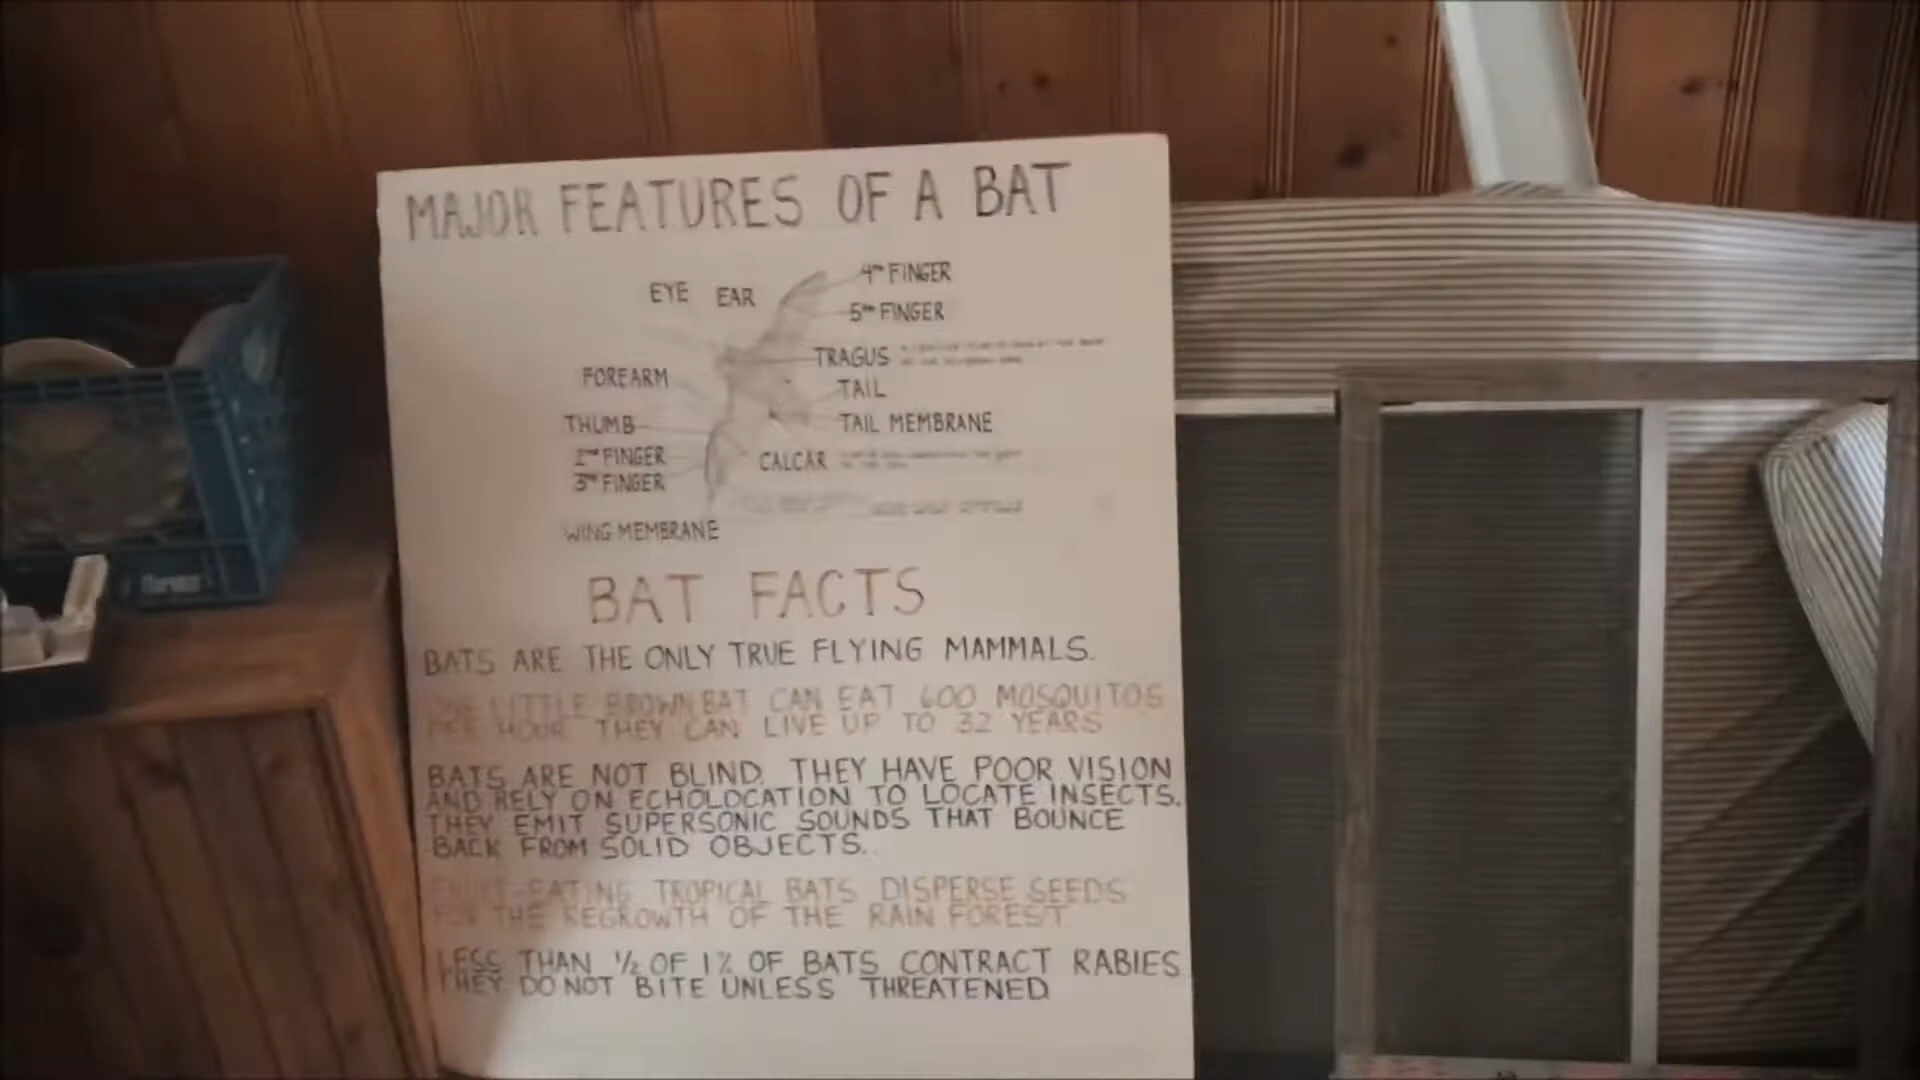 MAJOR FEATURES OF A BAT
4TH FINGER
EYE EAR
5TH FINGER
TRAGUS
FOREARM
TAIL
THUMB
TAIL MEMBRANE
2ND FINGER
CALCAR
3RD FINGER
WING MEMBRANE
BAT FACTS
BATS ARE THE ONLY TRUE FLYING MAMMALS.
ONE LITTLE BROWN BAT CAN EAT 600 MOSQUITOS
PER HOUR THEY CAN LIVE UP TO 32 YEARS
BATS ARE NOT BLIND. THEY HAVE POOR VISION
AND RELY ON ECHOLOCATION TO LOCATE INSECTS.
THEY EMIT SUPERSONIC SOUNDS THAT BOUNCE
BACK FROM SOLID OBJECTS.
FRUIT-EATING TROPICAL BATS DISPERSE SEEDS
FOR THE REGROWTH OF THE RAIN FOREST
LESS THAN 1/2 OF 1% OF BATS CONTRACT RABIES
THEY DO NOT BITE UNLESS THREATENED